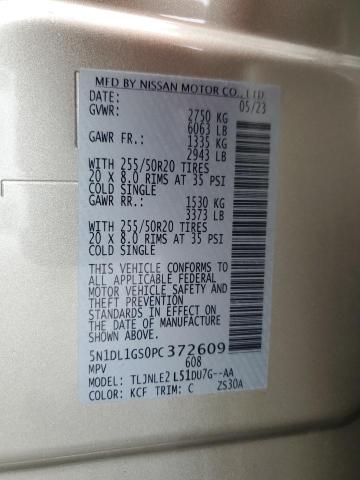 MFD BY NISSAN MOTOR CO., LTD.
DATE: 05/23
GVWR: 2750 KG
6063 LB
GAWR FR.: 1335 KG
2943 LB
WITH 255/50R20 TIRES
20 X 8.0 RIMS AT 35 PSI
COLD SINGLE
GAWR RR.: 1530 KG
3373 LB
WITH 255/50R20 TIRES
20 X 8.0 RIMS AT 35 PSI
COLD SINGLE
THIS VEHICLE CONFORMS TO
ALL APPLICABLE FEDERAL
MOTOR VEHICLE SAFETY
AND THEFT PREVENTION
STANDARDS IN EFFECT ON
THE DATE OF MANUFACTURE
SHOWN ABOVE.
5N1DL1GS0PC372609
MPV 608
MODEL: TLJNLE2 L51DU7G--AA
COLOR: KCF TRIM: C ZS30A